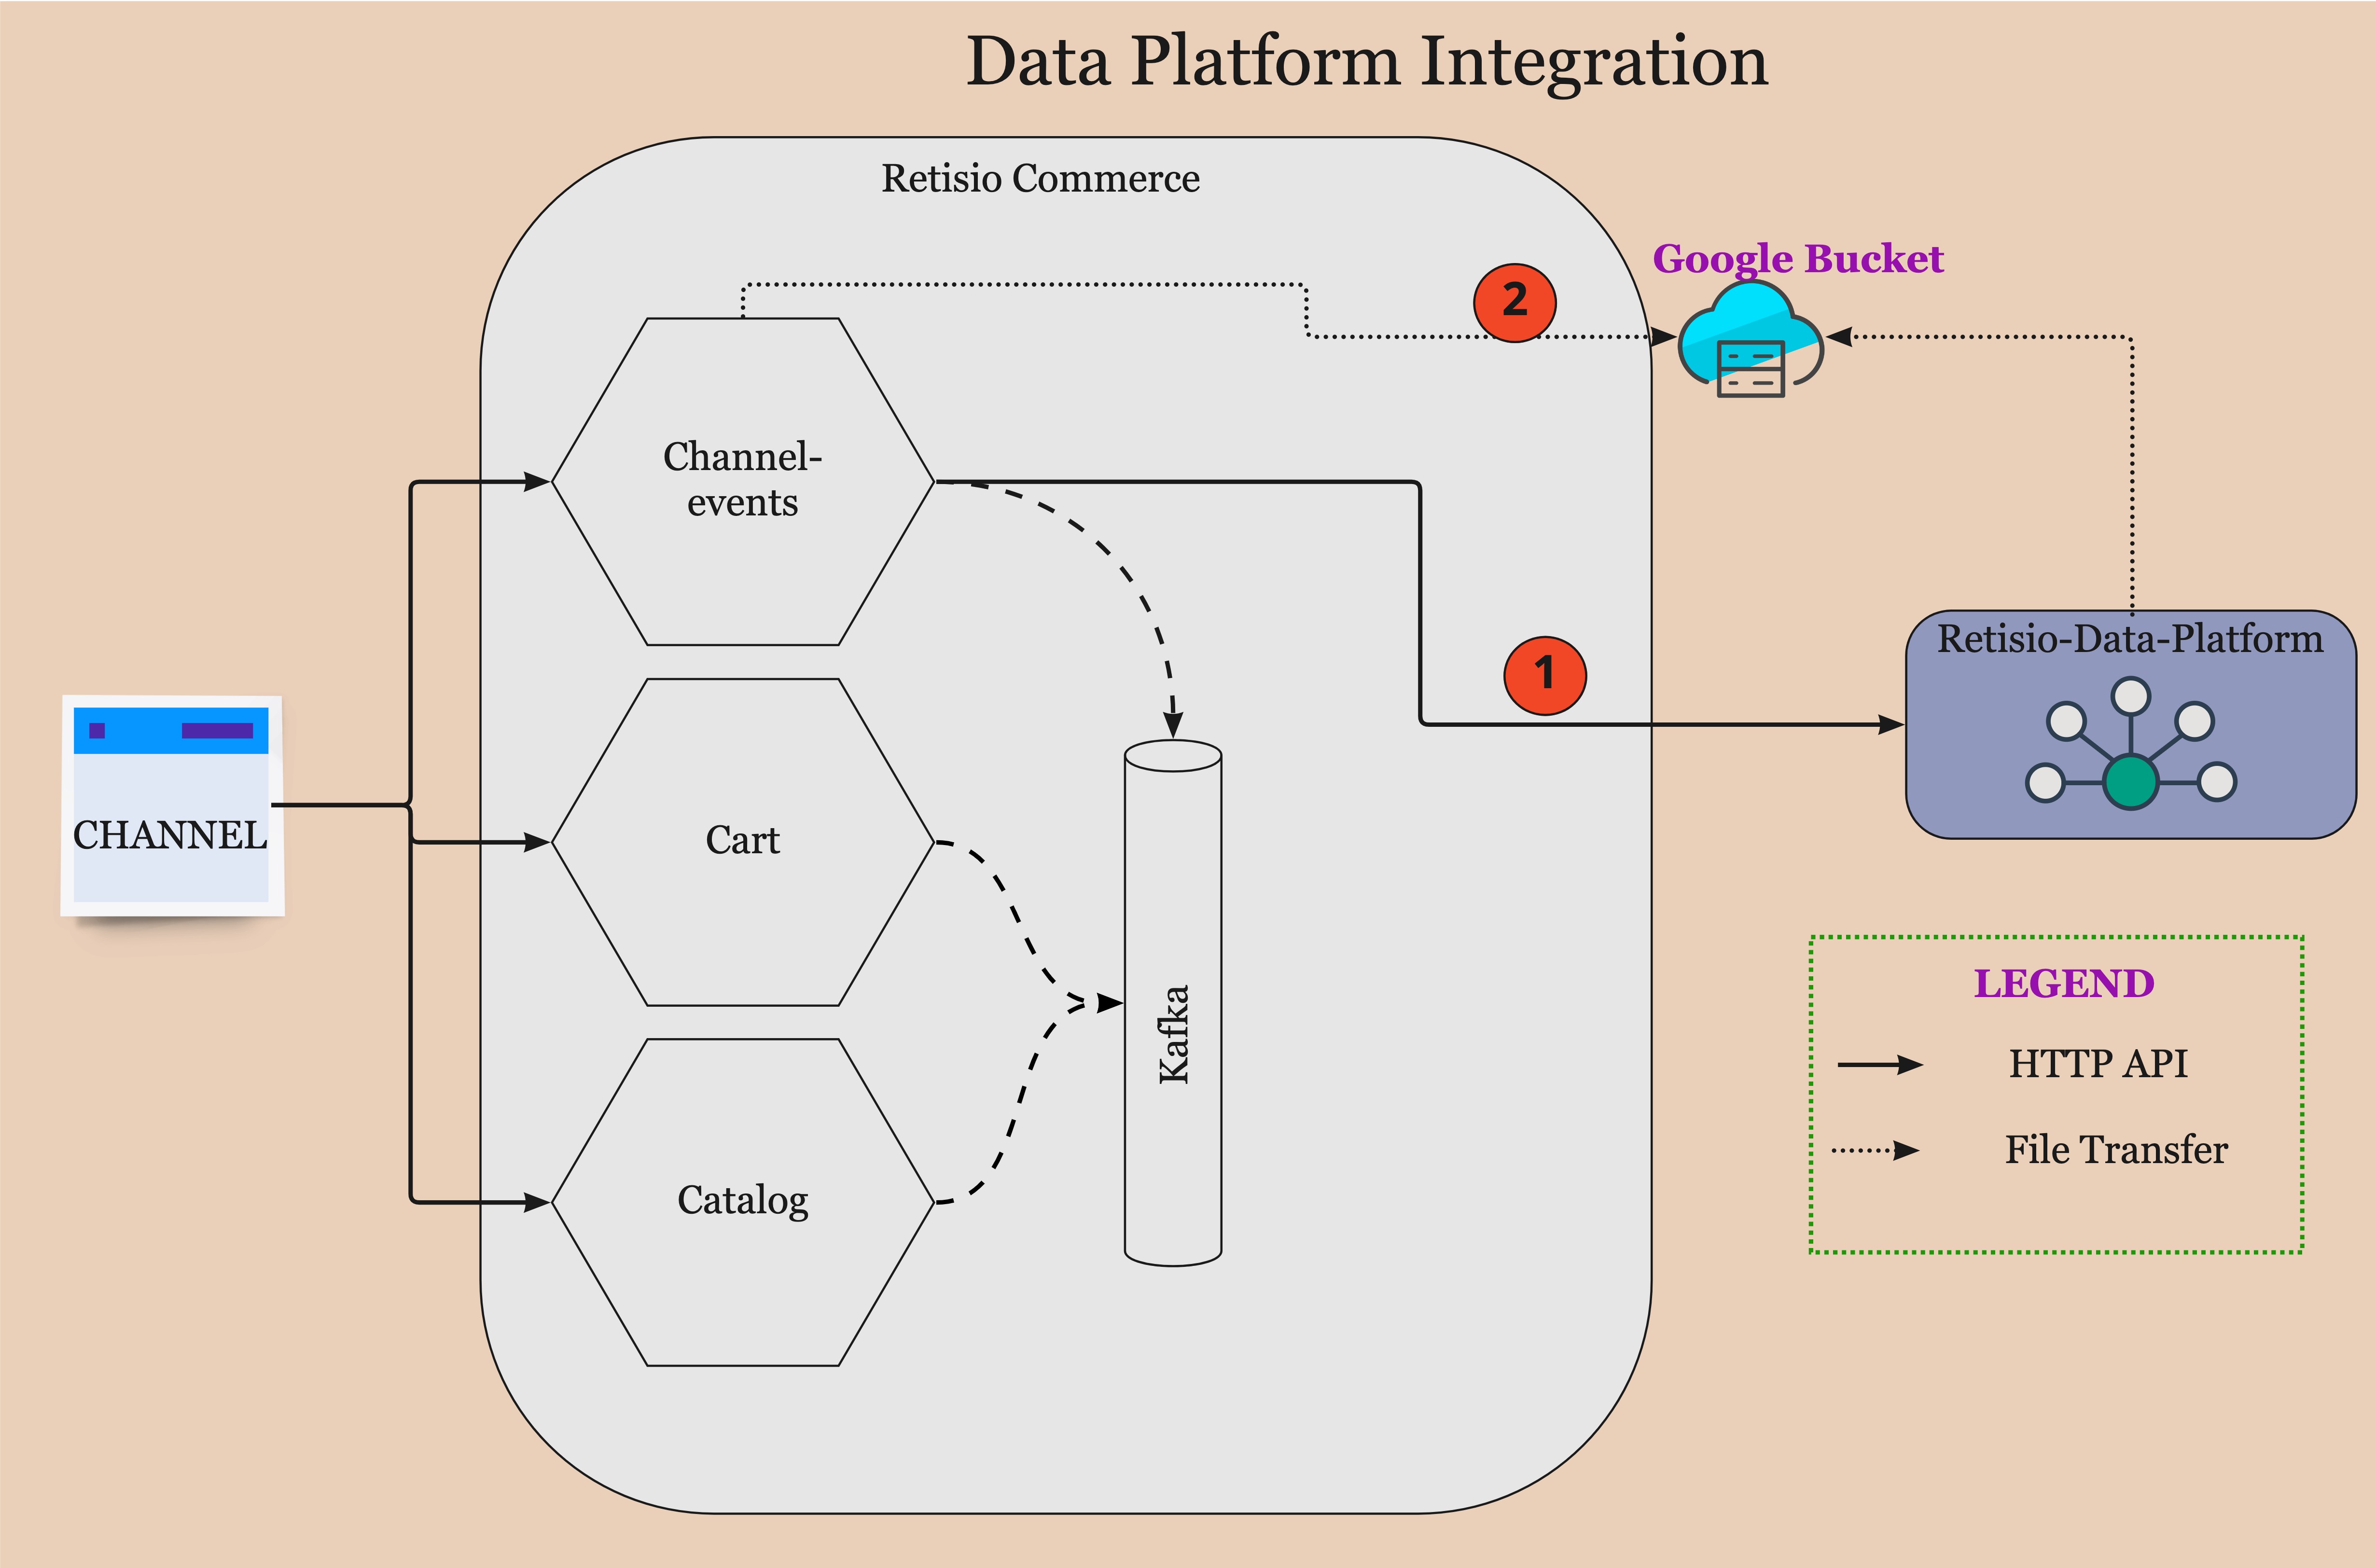 Data Platform Integration
Retisio Commerce
Google Bucket
2
Channel-
events
1
Retisio-Data-Platform
CHANNEL
Cart
Kafka
Catalog
LEGEND
HTTP API
File Transfer